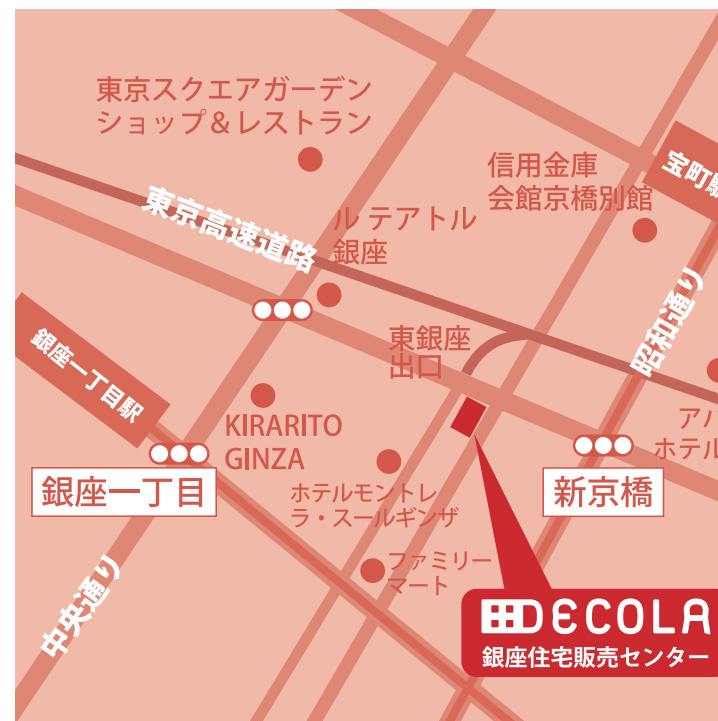 東京スクエアガーデン
ショップ&レストラン
信用金庫
会館京橋別館
宝町駅
東京高速道路
ル テアトル
銀座
昭和通り
銀座一丁目駅
東銀座
出口
KIRARITO
GINZA
アパ
ホテル
銀座一丁目
新京橋
ホテルモントレ
ラ・スールギンザ
ファミリー
マート
中央通り
DECOLA
銀座住宅販売センター